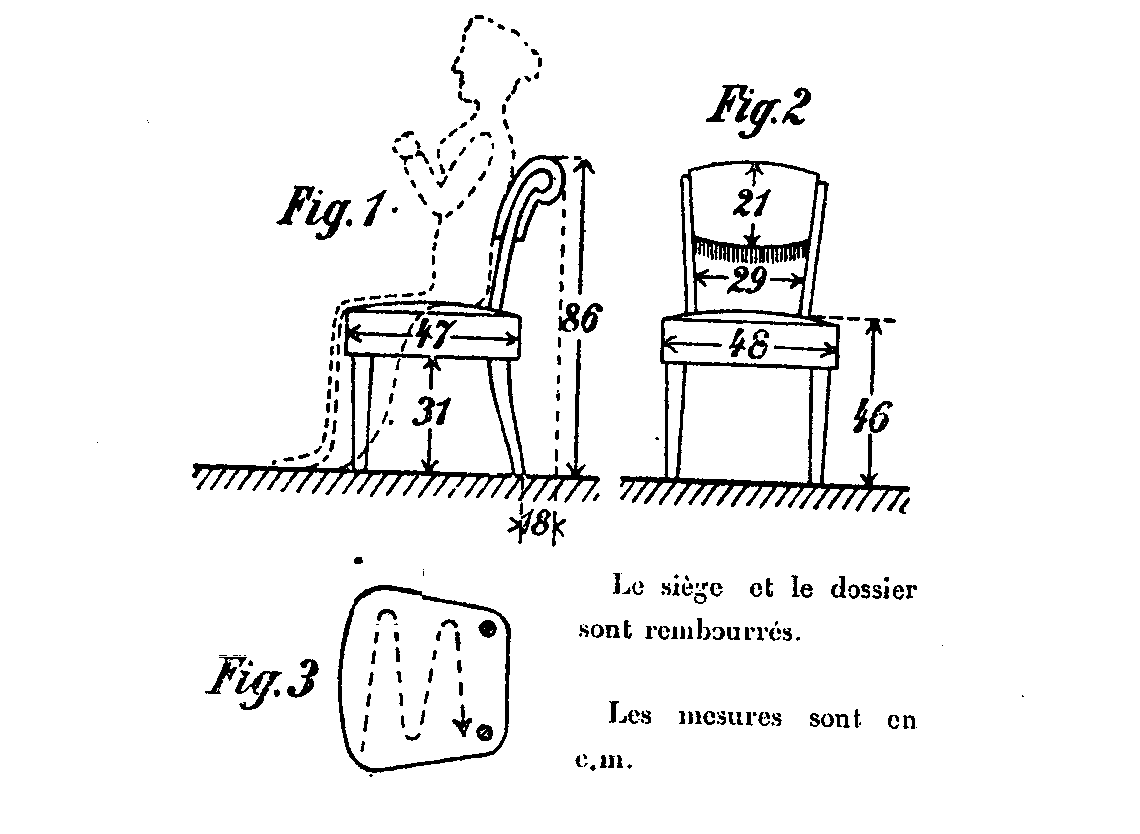 Fig. 1
47
31
86
18
Fig. 2
21
29
48
46
Fig. 3
Le siège et le dossier
sont rembourrés.
Les mesures sont en
c.m.